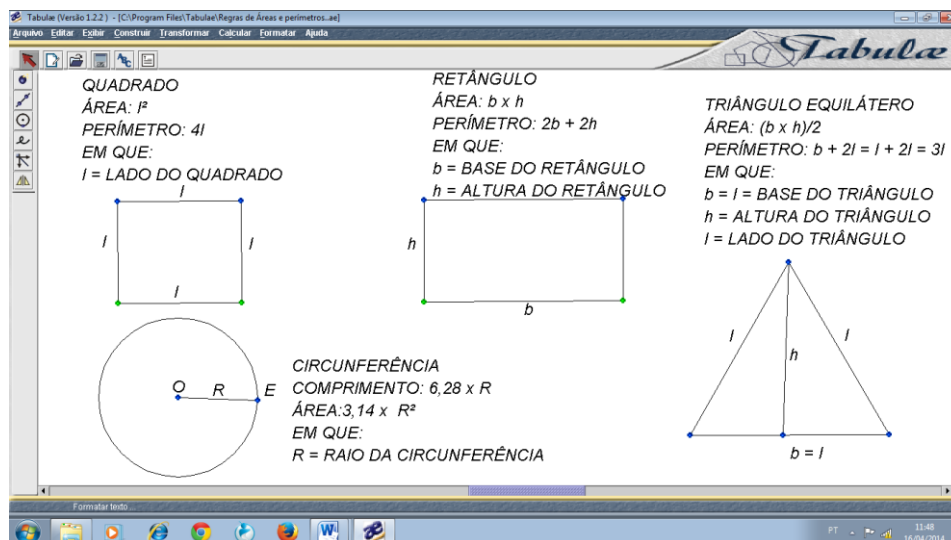 Tabulæ (Versão 1.2.2 ) - [C:\Program Files\Tabulae\Regras de Áreas e perimetros..ae]
Arquivo Editar Exibir Construir Transformar Calcular Formatar Ajuda
Tabulæ
QUADRADO
ÁREA: l²
PERÍMETRO: 4l
EM QUE:
l = LADO DO QUADRADO
l
l
l
l
RETÂNGULO
ÁREA: b x h
PERÍMETRO: 2b + 2h
EM QUE:
b = BASE DO RETÂNGULO
h = ALTURA DO RETÂNGULO
h
b
TRIÂNGULO EQUILÁTERO
ÁREA: (b x h)/2
PERÍMETRO: b + 2l = l + 2l = 3l
EM QUE:
b = l = BASE DO TRIÂNGULO
h = ALTURA DO TRIÂNGULO
l = LADO DO TRIÂNGULO
l
l
h
b = l
O
R
E
CIRCUNFERÊNCIA
COMPRIMENTO: 6,28 x R
ÁREA:3,14 x R²
EM QUE:
R = RAIO DA CIRCUNFERÊNCIA
Formatar texto
PT
11:48
16/04/2014